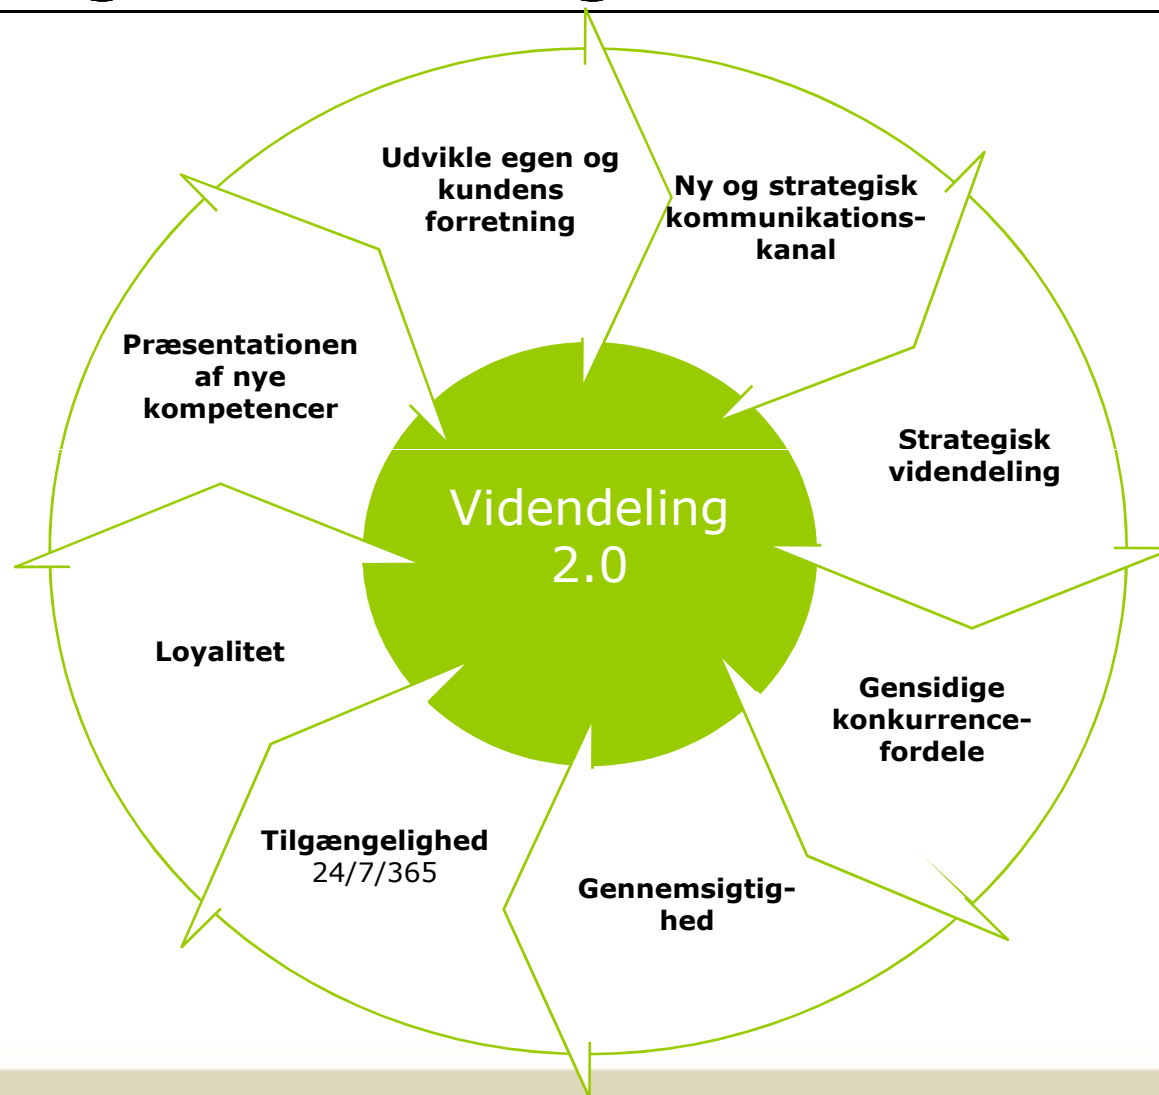 Udvikle egen og
kundens
forretning
Ny og strategisk
kommunikations-
kanal
Præsentationen
af nye
kompetencer
Strategisk
videndeling
Videndeling
2.0
Loyalitet
Gensidige
konkurrence-
fordele
Tilgængelighed
24/7/365
Gennemsigtig-
hed